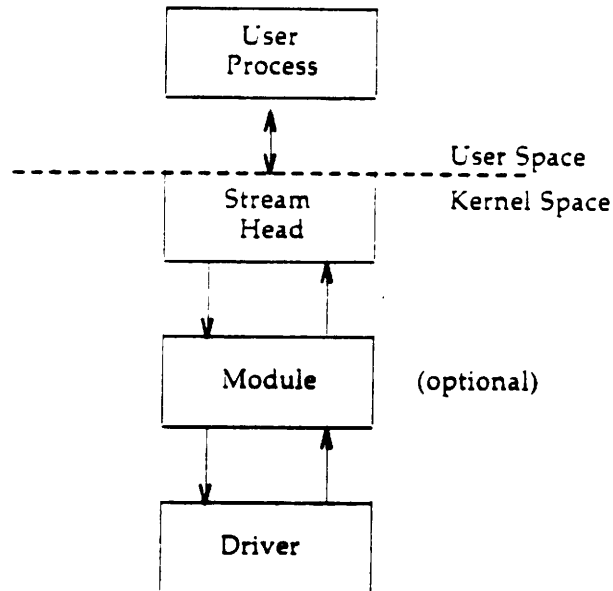 User
Process
User Space
Stream
Head
Kernel Space
Module
(optional)
Driver